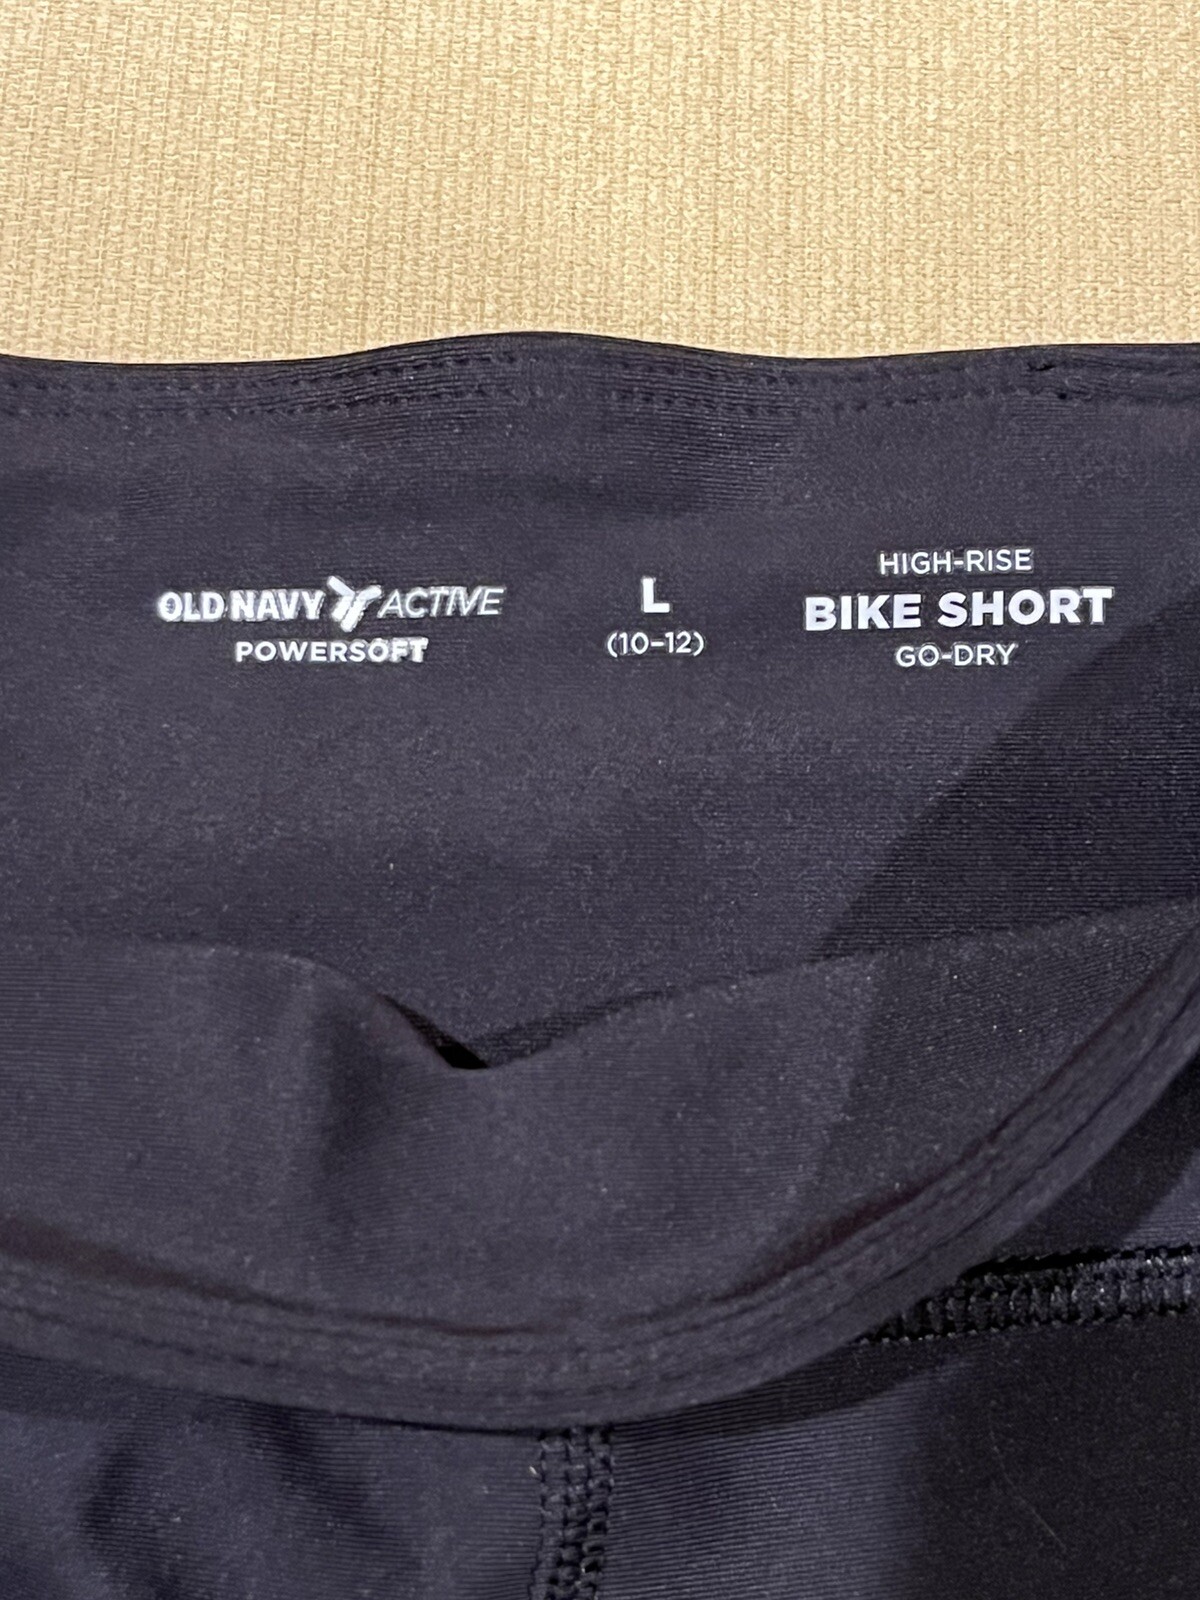 OLD NAVY ACTIVE
POWERSOFT
L
(10-12)
HIGH-RISE
BIKE SHORT
GO-DRY